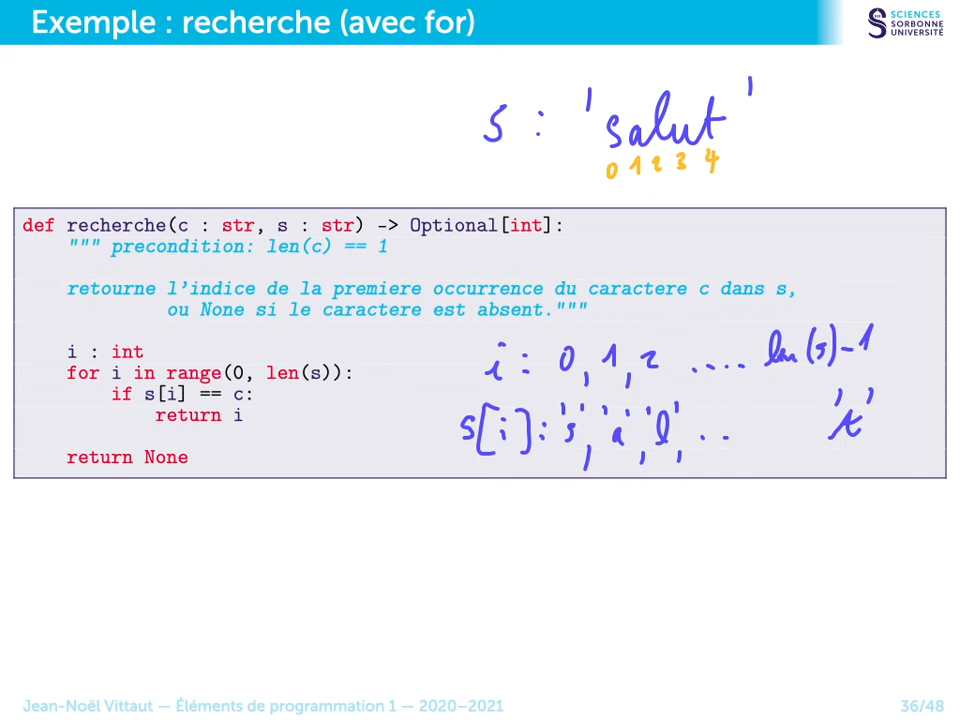 Exemple : recherche (avec for)
SCIENCES
SORBONNE
UNIVERSITÉ
s : 'salut'
0 1 2 3 4
def recherche(c : str, s : str) -> Optional[int]:
""" precondition: len(c) == 1
retourne l'indice de la premiere occurrence du caractere c dans s,
ou None si le caractere est absent."""
i : int
for i in range(0, len(s)):
if s[i] == c:
return i
return None
i : 0, 1, 2 .... len(s)-1
s[i] : 's', 'a', 'l', .. 't'
Jean-Noël Vittaut — Éléments de programmation 1 — 2020–2021
36/48